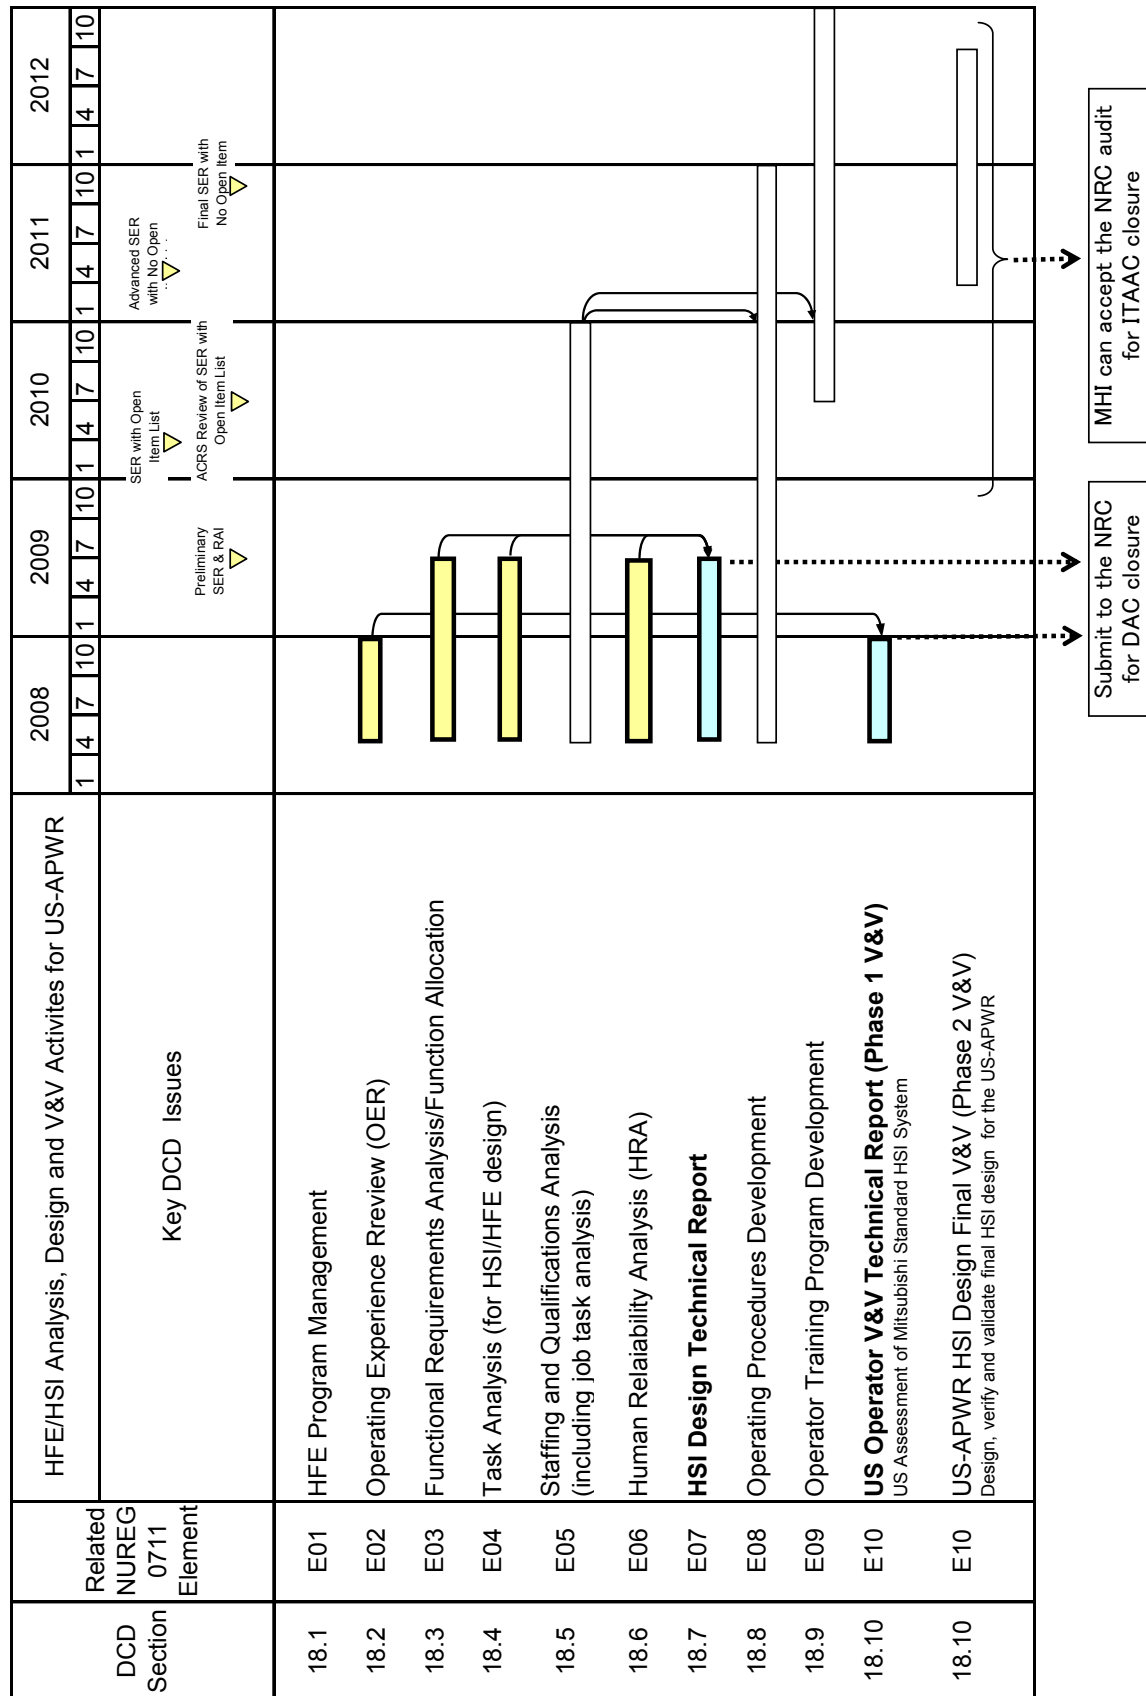 DCD
Section
Related
NUREG
0711
Element
HFE/HSI Analysis, Design and V&V Activites for US-APWR
Key DCD Issues
2008
2009
2010
2011
2012
1 4 7 10 1 4 7 10 1 4 7 10 1 4 7 10 1 4 7 10
Preliminary
SER & RAI
SER with Open
Item List
ACRS Review of SER with
Open Item List
Advanced SER
with No Open
Final SER with
No Open Item
18.1 E01 HFE Program Management
18.2 E02 Operating Experience Rreview (OER)
18.3 E03 Functional Requirements Analysis/Function Allocation
18.4 E04 Task Analysis (for HSI/HFE design)
18.5 E05 Staffing and Qualifications Analysis
(including job task analysis)
18.6 E06 Human Relaiability Analysis (HRA)
18.7 E07 HSI Design Technical Report
18.8 E08 Operating Procedures Development
18.9 E09 Operator Training Program Development
18.10 E10 US Operator V&V Technical Report (Phase 1 V&V)
US Assessment of Mitsubishi Standard HSI System
18.10 E10 US-APWR HSI Design Final V&V (Phase 2 V&V)
Design, verify and validate final HSI design for the US-APWR
Submit to the NRC
for DAC closure
MHI can accept the NRC audit
for ITAAC closure